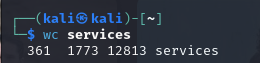 ┌──(kali㉿kali)-[~]
└─$ wc services
361  1773 12813 services